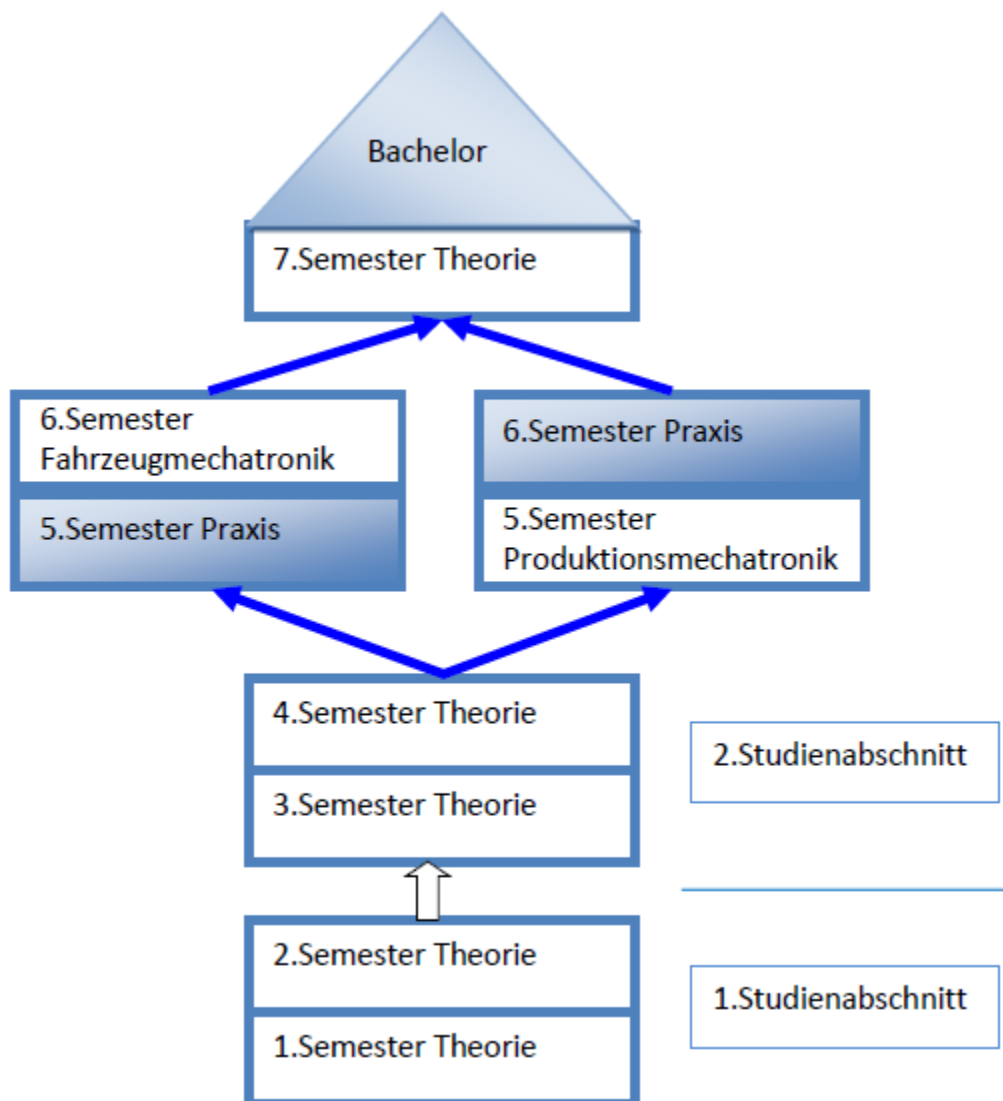 Bachelor
7.Semester Theorie
6.Semester
Fahrzeugmechatronik
5.Semester Praxis
6.Semester Praxis
5.Semester
Produktionsmechatronik
4.Semester Theorie
3.Semester Theorie
2.Studienabschnitt
2.Semester Theorie
1.Semester Theorie
1.Studienabschnitt